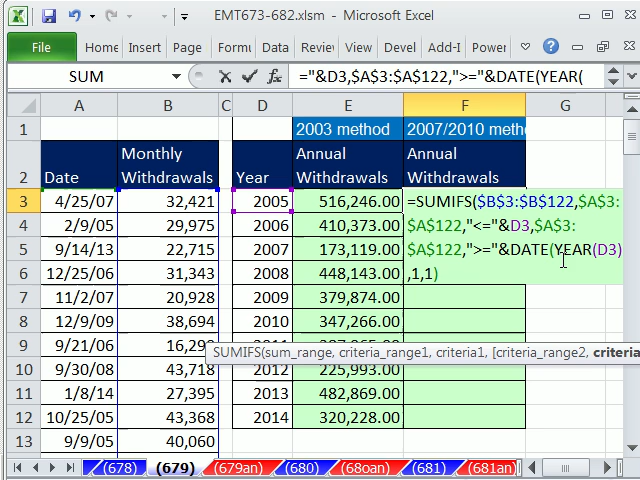 EMT673-682.xlsm - Microsoft Excel
File Home Insert Page Formu Data Reviev View Devel Add-I Power
SUM fx ="&D3,$A$3:$A$122,">="&DATE(YEAR(
A B C D E F G
1 2003 method 2007/2010 metho
2 Date Monthly Withdrawals Year Annual Withdrawals Annual Withdrawals
3 4/25/07 32,421 2005 516,246.00 =SUMIFS($B$3:$B$122,$A$3:
4 2/9/05 29,975 2006 410,373.00 $A$122,"<="&D3,$A$3:
5 9/14/13 22,715 2007 173,119.00 $A$122,">="&DATE(YEAR(D3)
6 12/25/06 31,343 2008 448,143.00 ,1,1)
7 11/2/07 20,928 2009 379,874.00
8 12/9/09 38,694 2010 347,266.00
9 9/21/06
SUMIFS(sum_range, criteria_range1, criteria1, [criteria_range2, criteria
10 9/30/08 43,718 2012 225,993.00
11 1/8/14 27,395 2013 482,869.00
12 10/25/05 43,368 2014 320,228.00
13 9/9/05 40,060
(678) (679) (679an) (680) (68oan) (681) (681an)